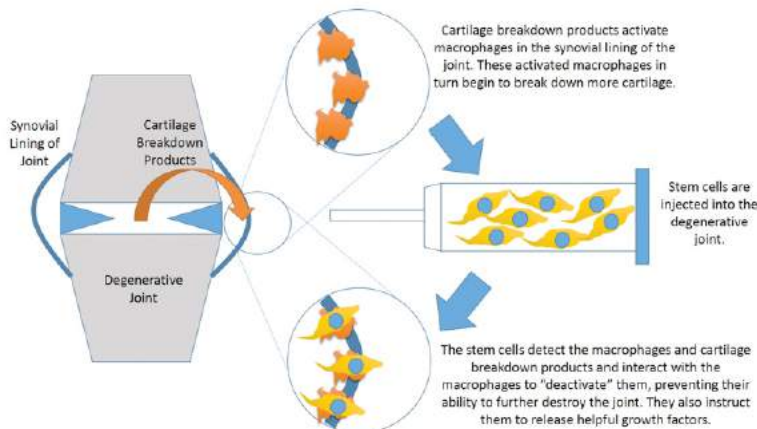 Cartilage breakdown products activate
macrophages in the synovial lining of the
joint. These activated macrophages in
turn begin to break down more cartilage.
Synovial
Lining of
Joint
Cartilage
Breakdown
Products
Stem cells are
injected into the
degenerative
joint.
Degenerative
Joint
The stem cells detect the macrophages and cartilage
breakdown products and interact with the
macrophages to “deactivate” them, preventing their
ability to further destroy the joint. They also instruct
them to release helpful growth factors.